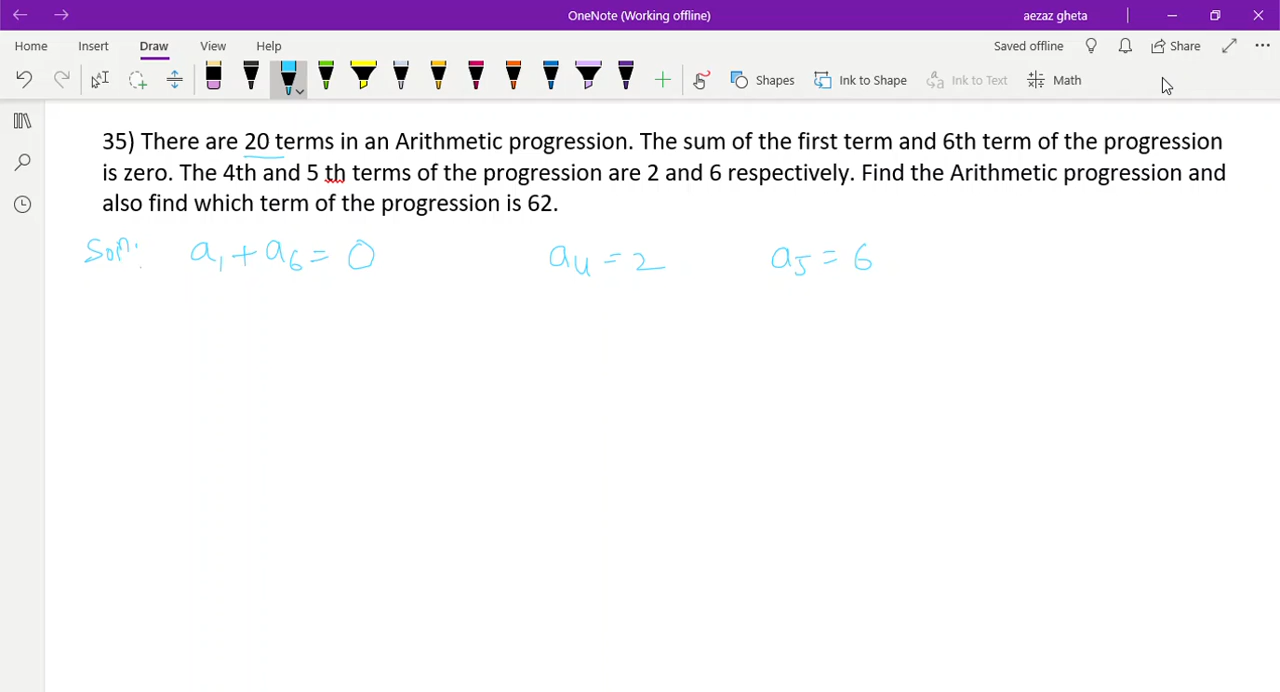 OneNote (Working offline)
aezaz gheta
Home Insert Draw View Help
Saved offline
Share
Shapes
Ink to Shape
Ink to Text
Math
35) There are 20 terms in an Arithmetic progression. The sum of the first term and 6th term of the progression
is zero. The 4th and 5 th terms of the progression are 2 and 6 respectively. Find the Arithmetic progression and
also find which term of the progression is 62.
Soln: a₁ + a₆ = 0 a₄ = 2 a₅ = 6